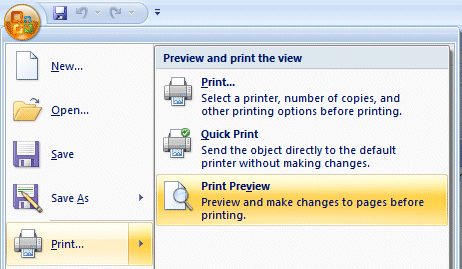 New...
Open...
Save
Save As
Print...
Preview and print the view
Print...
Select a printer, number of copies, and
other printing options before printing.
Quick Print
Send the object directly to the default
printer without making changes.
Print Preview
Preview and make changes to pages before
printing.